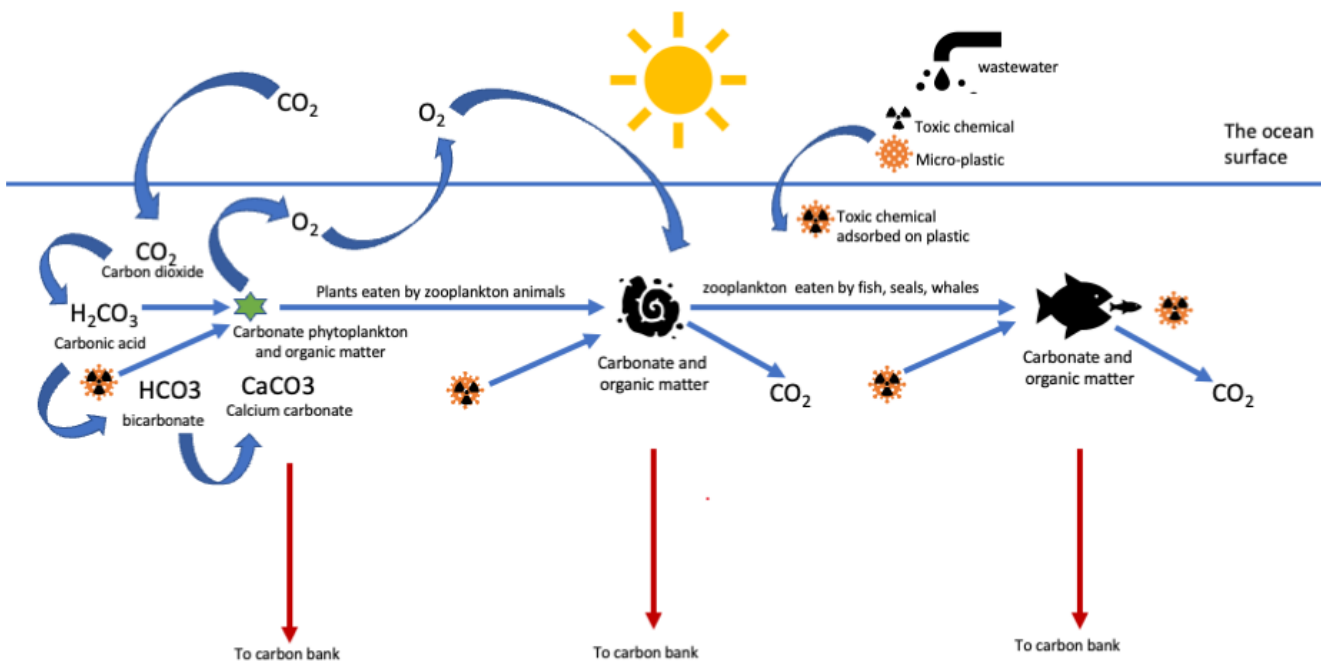 CO₂
O₂
wastewater
Toxic chemical
Micro-plastic
The ocean
surface
O₂
Toxic chemical
adsorbed on plastic
CO₂
Carbon dioxide
H₂CO₃
Carbonic acid
Plants eaten by zooplankton animals
zooplankton eaten by fish, seals, whales
Carbonate phytoplankton
and organic matter
Carbonate and
organic matter
Carbonate and
organic matter
HCO3
bicarbonate
CaCO3
Calcium carbonate
CO₂
CO₂
To carbon bank
To carbon bank
To carbon bank